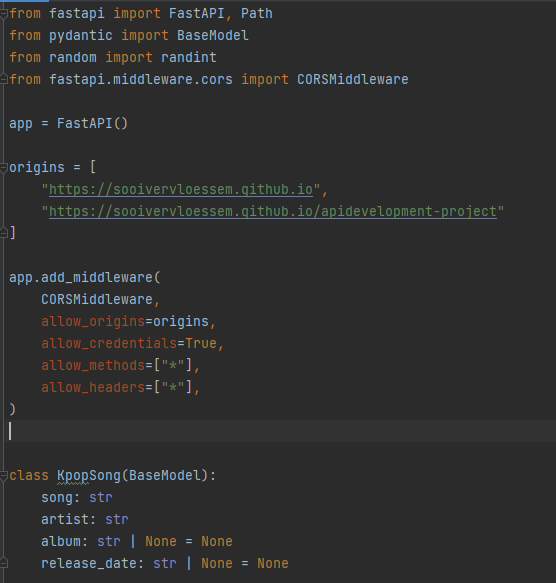 from fastapi import FastAPI, Path
from pydantic import BaseModel
from random import randint
from fastapi.middleware.cors import CORSMiddleware
app = FastAPI()
origins = [
"https://sooivervloessem.github.io",
"https://sooivervloessem.github.io/apidevelopment-project"
]
app.add_middleware(
CORSMiddleware,
allow_origins=origins,
allow_credentials=True,
allow_methods=["*"],
allow_headers=["*"],
)
class KpopSong(BaseModel):
song: str
artist: str
album: str | None = None
release_date: str | None = None